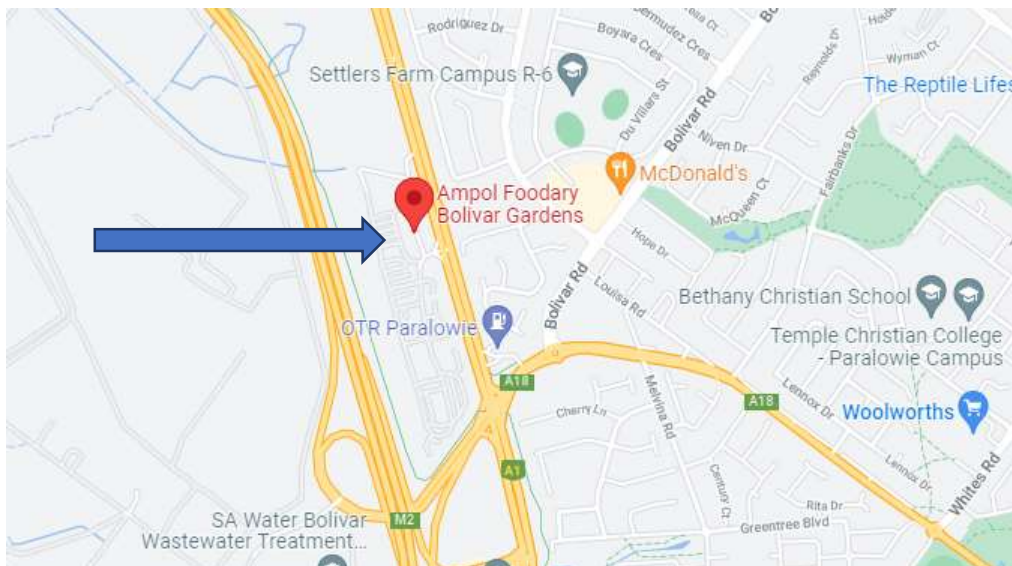 Rodriguez Dr
Bermudez Cres
Boyara Cres
Settlers Farm Campus R-6
Du Villars St
Bolivar Rd
Reynolds Dr
Wyman Ct
The Reptile Lifes
Niven Dr
Fairbanks Dr
McDonald's
McQueen Ct
Ampol Foodary
Bolivar Gardens
Hope Dr
Louisa Rd
Bolivar Rd
Bethany Christian School
OTR Paralowie
Temple Christian College
- Paralowie Campus
A18
A18
Cherry Ln
Melvina Rd
Lennox Dr
Woolworths
A1
Century Ct
Lennox Dr
Whites Rd
M2
SA Water Bolivar
Wastewater Treatment...
Rita Dr
Greentree Blvd